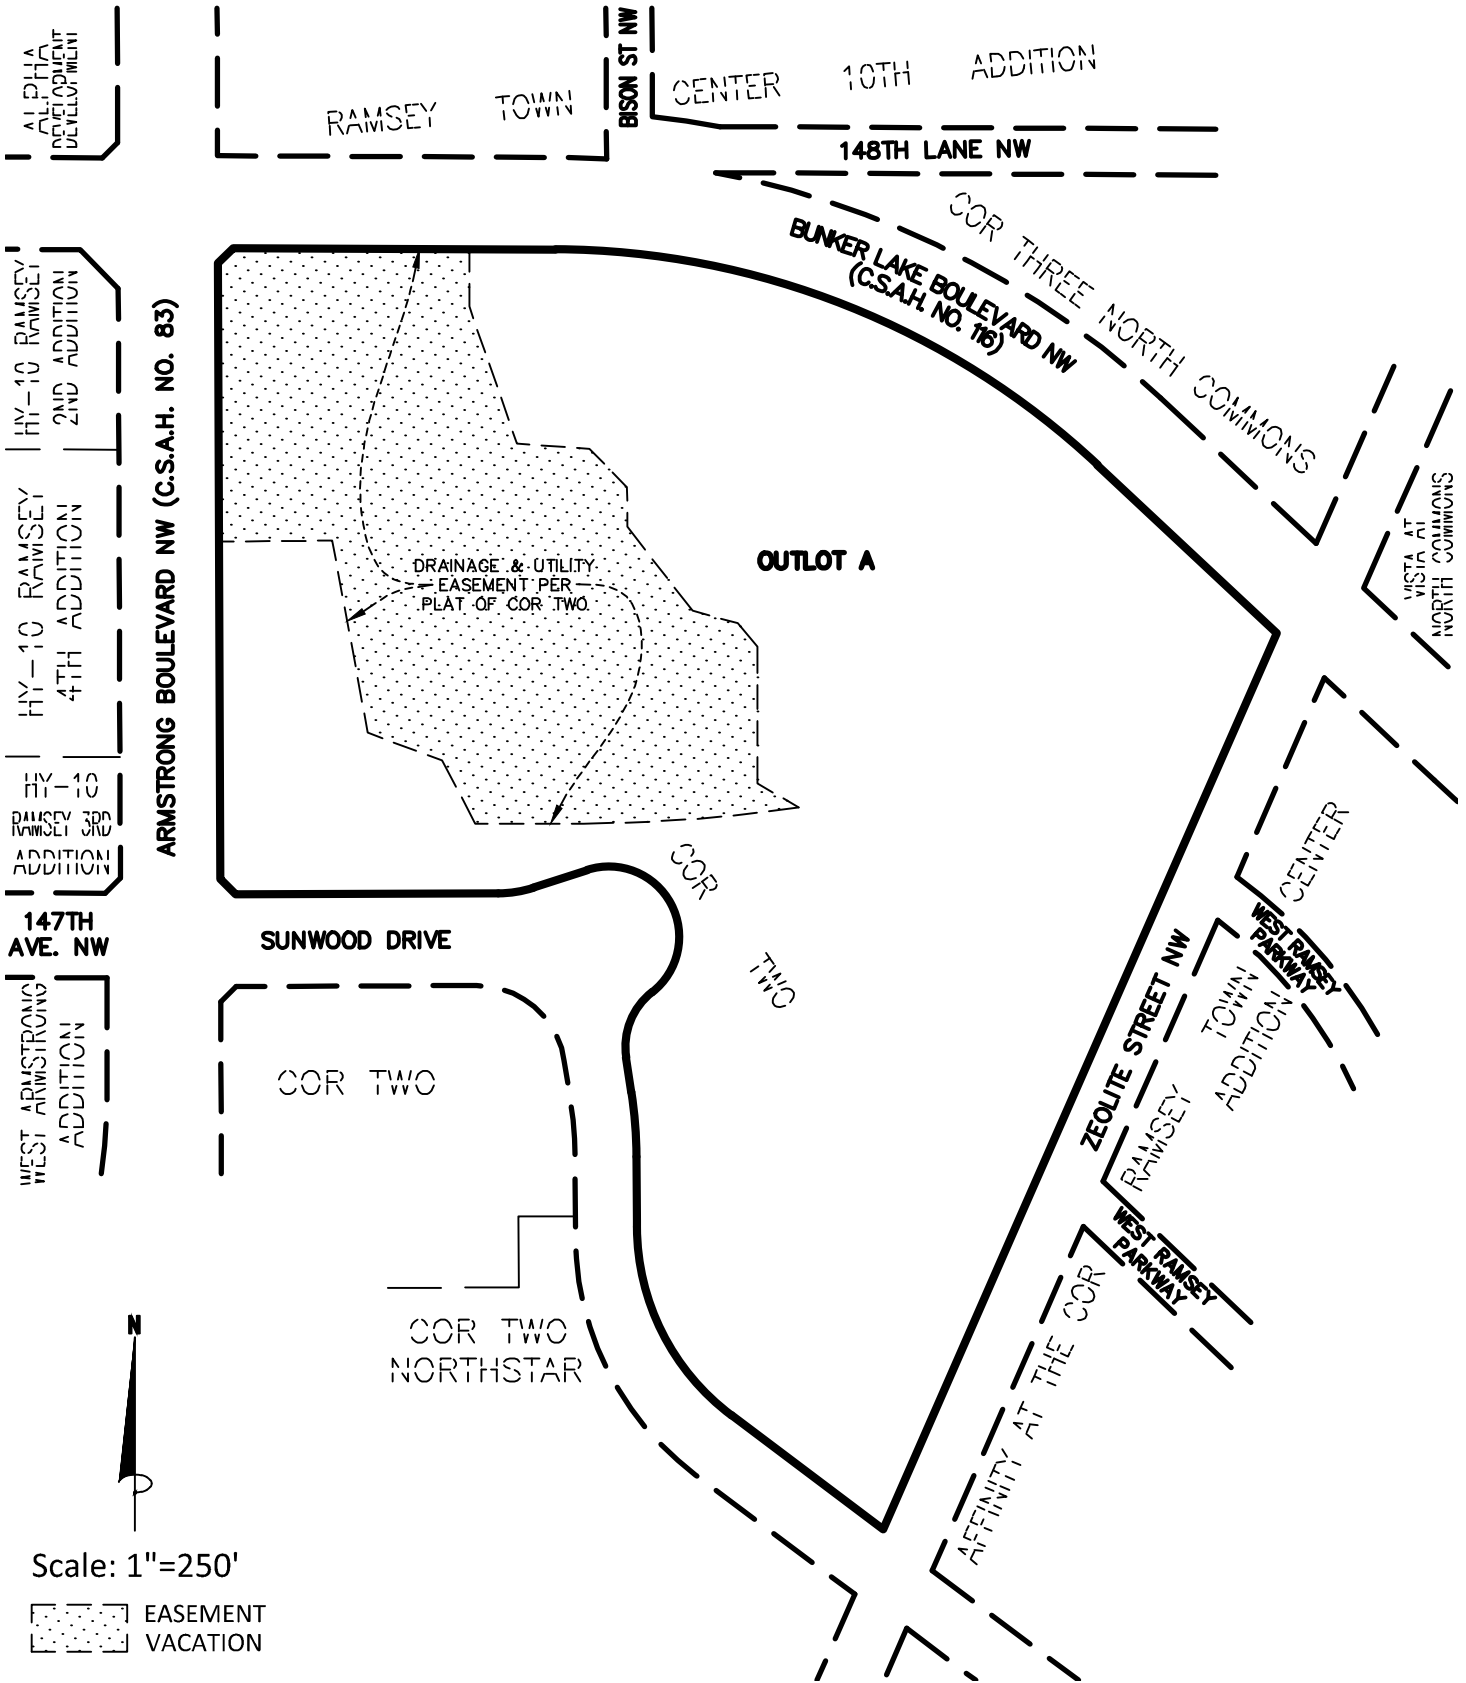 ALPHA
DEVELOPMENT
DEVELOPMENT
RAMSEY TOWN
BISON ST NW
CENTER 10TH ADDITION
148TH LANE NW
COR THREE NORTH COMMONS
BUNKER LAKE BOULEVARD NW
(C.S.A.H. NO. 116)
HY-10 RAMSEY
2ND ADDITION
ARMSTRONG BOULEVARD NW (C.S.A.H. NO. 83)
HY-10 RAMSEY
4TH ADDITION
VISTA AT
NORTH COMMONS
OUTLOT A
DRAINAGE & UTILITY
EASEMENT PER
PLAT OF COR TWO
HY-10
RAMSEY 3RD
ADDITION
COR TWO
147TH
AVE. NW
SUNWOOD DRIVE
RAMSEY TOWN CENTER
ADDITION
WEST RAMSEY
PARKWAY
ZEOLITE STREET NW
WEST ARMSTRONG
ADDITION
COR TWO
WEST RAMSEY
PARKWAY
COR TWO
NORTHSTAR
AFFINITY AT THE COR
N
Scale: 1"=250'
EASEMENT
VACATION